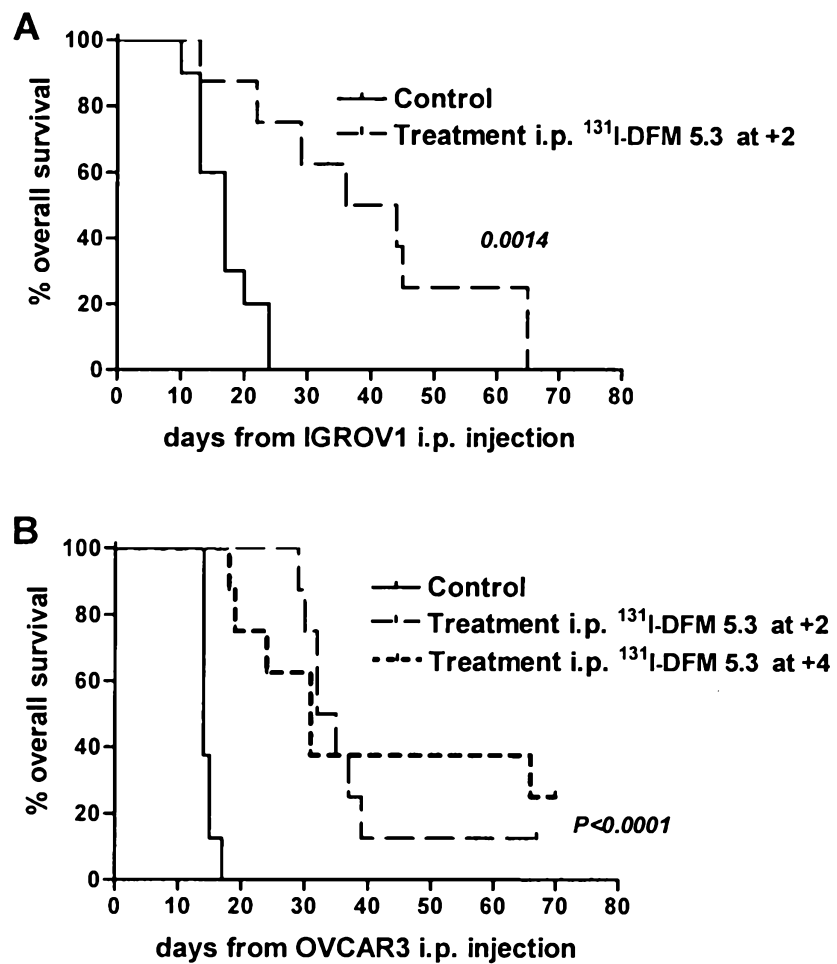 A
100
80
60
40
20
0
% overall survival
Control
Treatment i.p. ¹³¹I-DFM 5.3 at +2
0.0014
0 10 20 30 40 50 60 70 80
days from IGROV1 i.p. injection
B
100
80
60
40
20
0
% overall survival
Control
Treatment i.p. ¹³¹I-DFM 5.3 at +2
Treatment i.p. ¹³¹I-DFM 5.3 at +4
P<0.0001
0 10 20 30 40 50 60 70 80
days from OVCAR3 i.p. injection